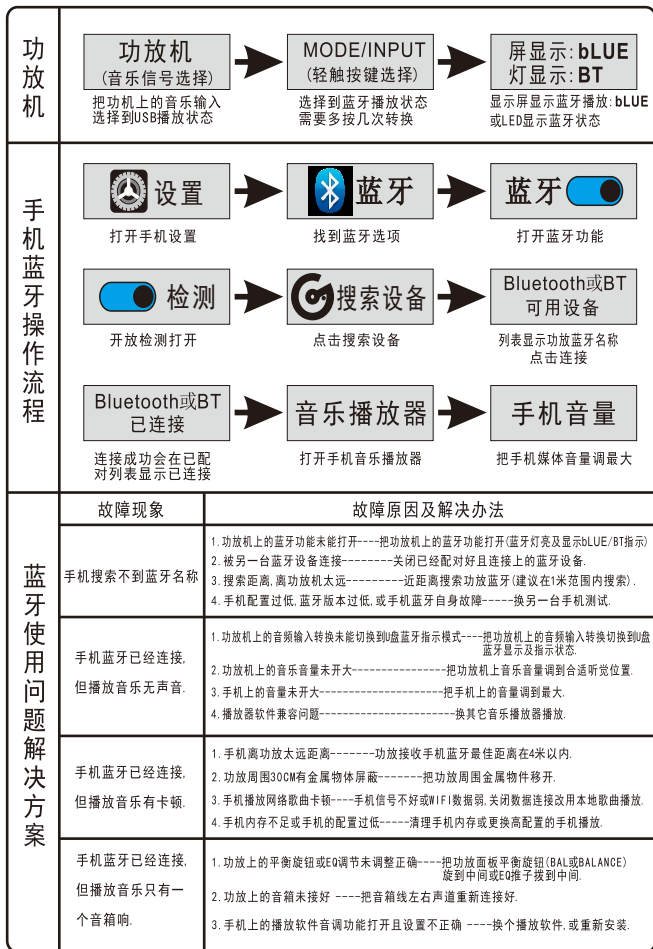 功放机
功放机
(音乐信号选择)
MODE/INPUT
(轻触按键选择)
屏显示: bLUE
灯显示: BT
把功机上的音乐输入
选择到USB播放状态
选择到蓝牙播放状态
需要多按几次转换
显示屏显示蓝牙播放: bLUE
或LED显示蓝牙状态
手机蓝牙操作流程
设置
蓝牙
蓝牙
打开手机设置
找到蓝牙选项
打开蓝牙功能
检测
搜索设备
Bluetooth或BT
可用设备
开放检测打开
点击搜索设备
列表显示功放蓝牙名称
点击连接
Bluetooth或BT
已连接
音乐播放器
手机音量
连接成功会在已配
对列表显示已连接
打开手机音乐播放器
把手机媒体音量调最大
蓝牙使用问题解决方案
故障现象
故障原因及解决办法
手机搜索不到蓝牙名称
1.功放机上的蓝牙功能未能打开----把功放机上的蓝牙功能打开(蓝牙灯亮及显示bLUE/BT指示)
2.被另一台蓝牙设备连接--------关闭已经配对好且连接上的蓝牙设备.
3.搜索距离,离功放机太远---------近距离搜索功放蓝牙(建议在1米范围内搜索).
4.手机配置过低,蓝牙版本过低,或手机蓝牙自身故障-----换另一台手机测试.
手机蓝牙已经连接,
但播放音乐无声音.
1.功放机上的音频输入转换未能切换到U盘蓝牙指示模式----把功放机上的音频输入转换切换到U盘
蓝牙显示及指示状态.
2.功放机上的音乐音量未开大-----------------把功放机上音乐音量调到合适听觉位置.
3.手机上的音量未开大----------------------把手机上的音量调到最大.
4.播放器软件兼容问题-------------------------换其它音乐播放器播放.
手机蓝牙已经连接,
但播放音乐有卡顿.
1.手机离功放太远距离-------功放接收手机蓝牙最佳距离在4米以内.
2.功放周围30CM有金属物体屏蔽-------把功放周围金属物件移开.
3.手机播放网络歌曲卡顿----手机信号不好或WIFI数据弱,关闭数据连接改用本地歌曲播放.
4.手机内存不足或手机的配置过低-----清理手机内存或更换高配置的手机播放.
手机蓝牙已经连接,
但播放音乐只有一
个音箱响.
1.功放上的平衡旋钮或EQ调节未调整正确----把功放面板平衡旋钮(BAL或BALANCE)
旋到中间或EQ推子拨到中间.
2.功放上的音箱未接好 ----把音箱线左右声道重新连接好.
3.手机上的播放软件音调功能打开且设置不正确 ----换个播放软件,或重新安装.